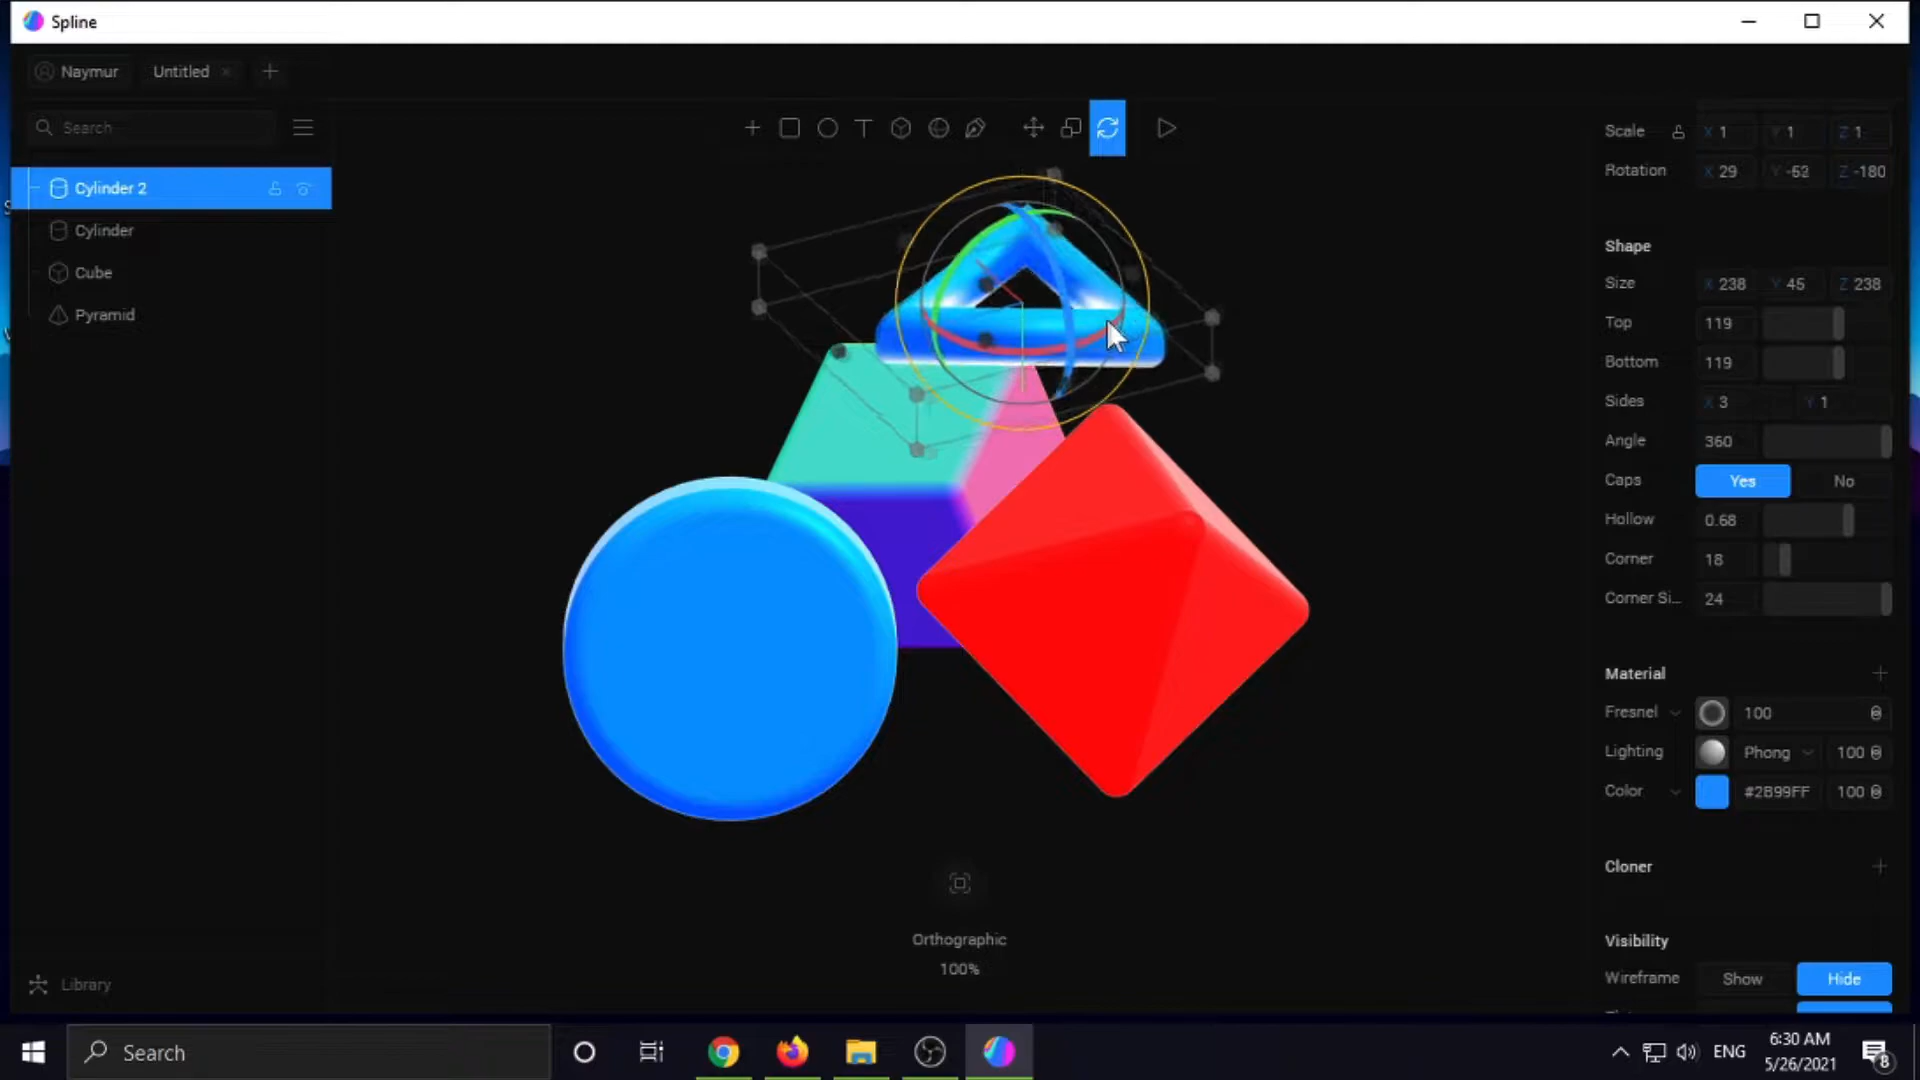 Spline
Naymur
Untitled
Search
Cylinder 2
Cylinder
Cube
Pyramid
Library
Orthographic
100%
Scale X 1 Y 1 Z 1
Rotation X 29 Y -52 Z -180
Shape
Size X 238 Y 45 Z 238
Top 119
Bottom 119
Sides X 3 Y 1
Angle 360
Caps Yes No
Hollow 0.68
Corner 18
Corner Si... 24
Material
Fresnel 100
Lighting Phong 100
Color #2B99FF 100
Cloner
Visibility
Wireframe Show Hide
Search
ENG
6:30 AM
5/26/2021
8